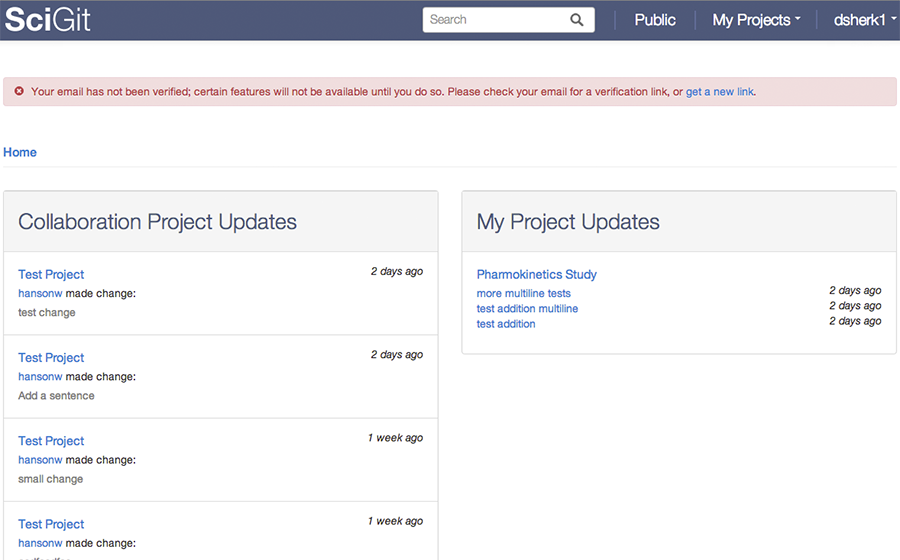 SciGit
Search
Public
My Projects
dsherk1
Your email has not been verified; certain features will not be available until you do so. Please check your email for a verification link, or get a new link.
Home
Collaboration Project Updates
Test Project
2 days ago
hansonw made change:
test change
Test Project
2 days ago
hansonw made change:
Add a sentence
Test Project
1 week ago
hansonw made change:
small change
Test Project
1 week ago
hansonw made change:
My Project Updates
Pharmokinetics Study
more multiline tests
2 days ago
test addition multiline
2 days ago
test addition
2 days ago